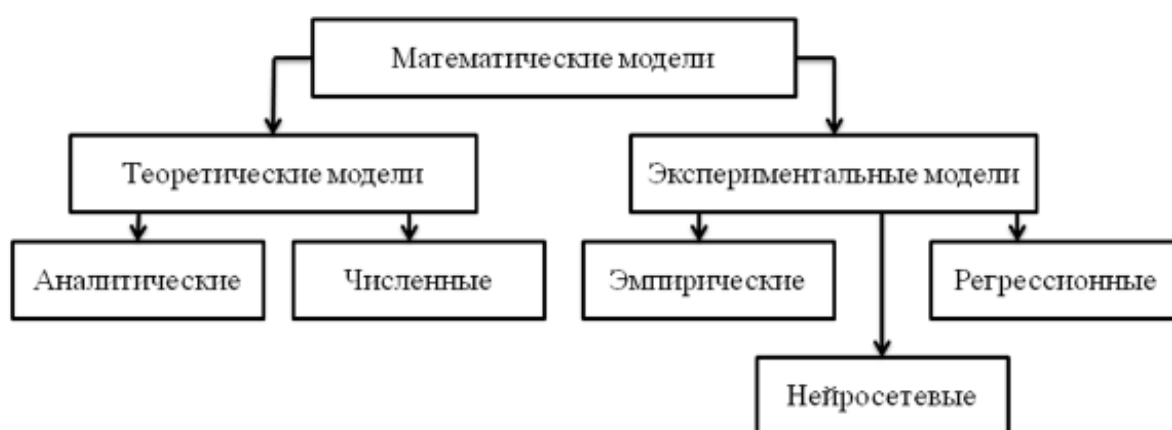 Математические модели
Теоретические модели
Экспериментальные модели
Аналитические
Численные
Эмпирические
Регрессионные
Нейросетевые